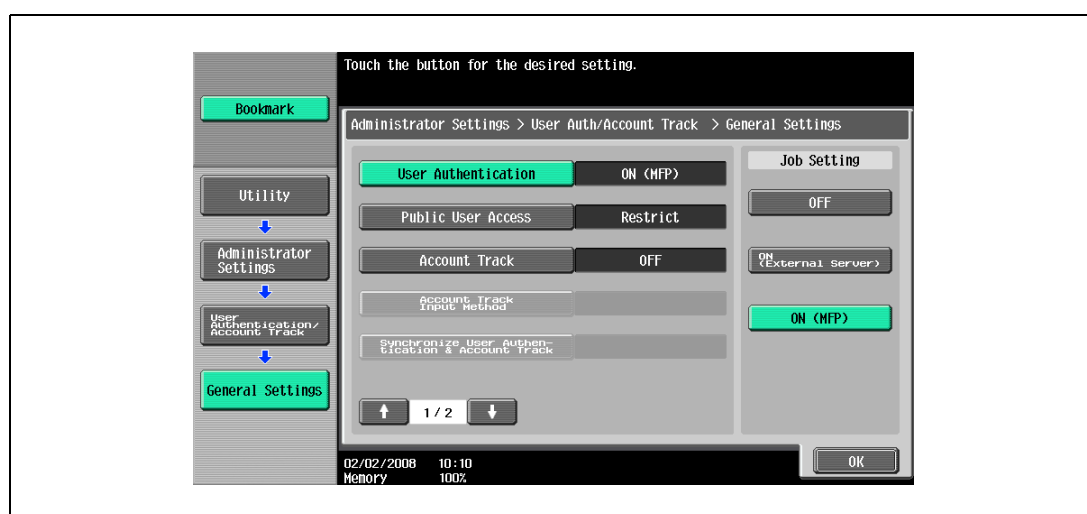 Touch the button for the desired setting.
Bookmark
Administrator Settings > User Auth/Account Track > General Settings
Utility
Administrator
Settings
User
Authentication/
Account Track
General Settings
User Authentication ON (MFP)
Public User Access Restrict
Account Track OFF
Account Track
Input Method
Synchronize User Authen-
tication & Account Track
1/2
Job Setting
OFF
ON
(External Server)
ON (MFP)
02/02/2008 10:10
Memory 100%
OK